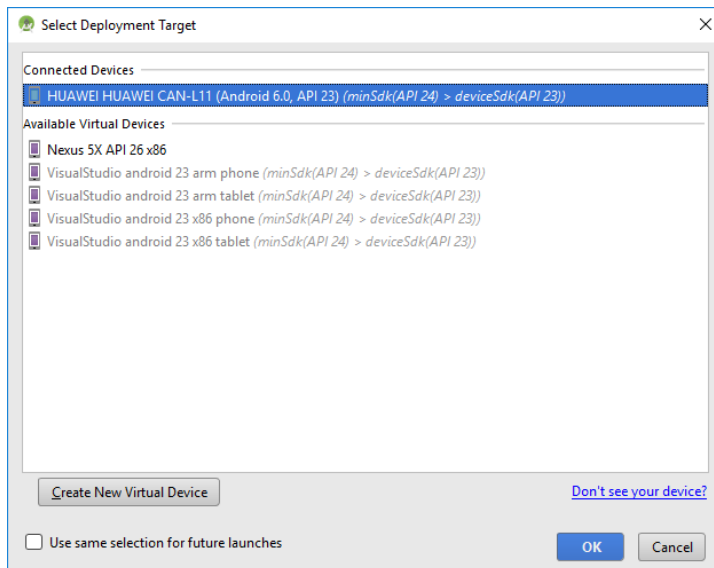 Select Deployment Target
Connected Devices
HUAWEI HUAWEI CAN-L11 (Android 6.0, API 23) (minSdk(API 24) > deviceSdk(API 23))
Available Virtual Devices
Nexus 5X API 26 x86
VisualStudio android 23 arm phone (minSdk(API 24) > deviceSdk(API 23))
VisualStudio android 23 arm tablet (minSdk(API 24) > deviceSdk(API 23))
VisualStudio android 23 x86 phone (minSdk(API 24) > deviceSdk(API 23))
VisualStudio android 23 x86 tablet (minSdk(API 24) > deviceSdk(API 23))
Create New Virtual Device
Don't see your device?
Use same selection for future launches
OK
Cancel